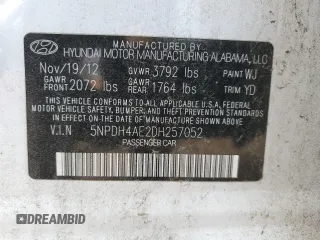 MANUFACTURED BY
HYUNDAI MOTOR MANUFACTURING ALABAMA, LLC
Nov/19/12 GVWR 3792 lbs PAINT WJ
GAWR FRONT 2072 lbs GAWR REAR 1764 lbs TRIM YD
THIS VEHICLE CONFORMS TO ALL APPLICABLE
U.S. FEDERAL MOTOR VEHICLE SAFETY, BUMPER,
AND THEFT PREVENTION STANDARDS IN EFFECT
ON THE DATE OF MANUFACTURE SHOWN ABOVE.
V.I.N 5NPDH4AE2DH257052
PASSENGER CAR
DREAMBID